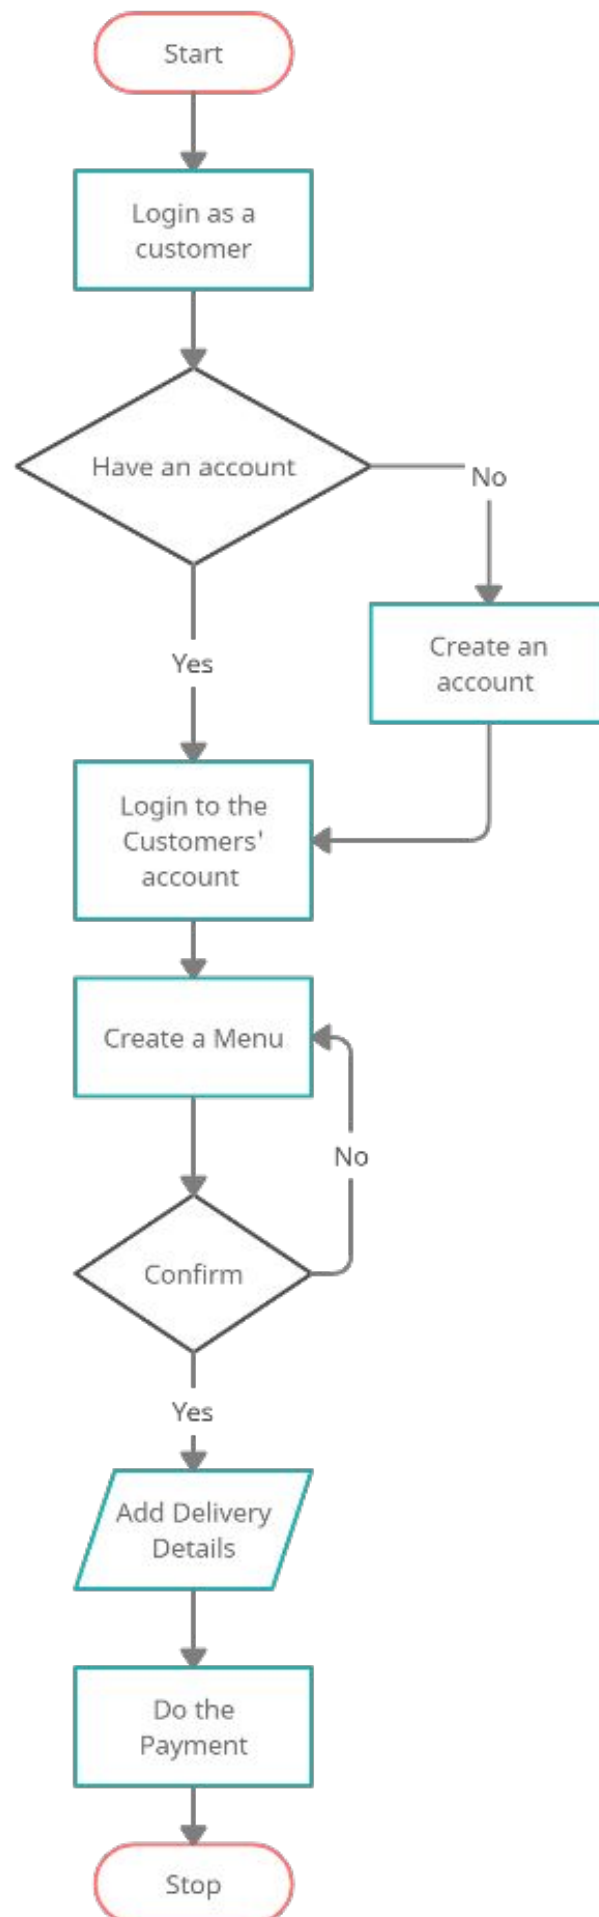 Start
Login as a
customer
Have an account
No
Yes
Create an
account
Login to the
Customers'
account
Create a Menu
No
Confirm
Yes
Add Delivery
Details
Do the
Payment
Stop